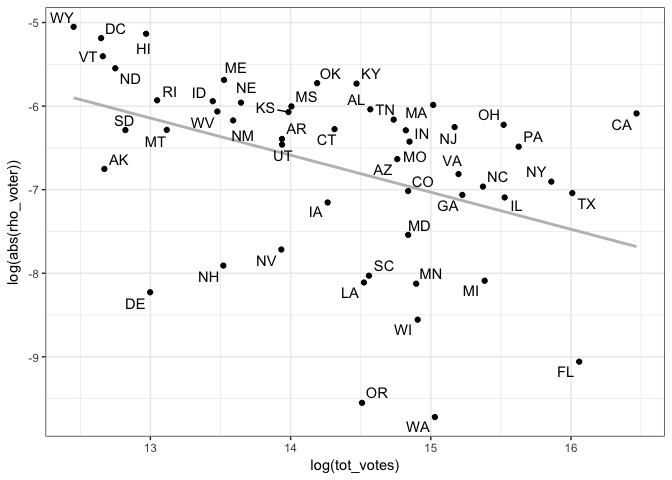 -5
-6
-7
-8
-9
log(abs(rho_voter))
WY
DC
HI
VT
ND
ME
OK
KY
RI
ID
NE
MS
AL
KS
TN
MA
OH
CA
SD
WV
NM
AR
CT
IN
NJ
PA
MT
UT
MO
AK
AZ
VA
CO
NC
NY
IA
GA
IL
TX
MD
NV
NH
SC
MN
LA
MI
DE
WI
FL
OR
WA
13
14
15
16
log(tot_votes)